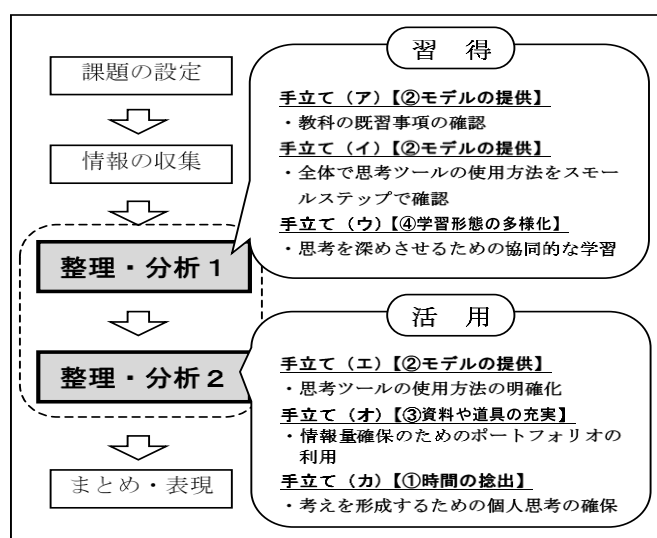 課題の設定
情報の収集
整理・分析1
整理・分析2
まとめ・表現
習 得
手立て（ア）【②モデルの提供】
・教科の既習事項の確認
手立て（イ）【②モデルの提供】
・全体で思考ツールの使用方法をスモー
ルステップで確認
手立て（ウ）【④学習形態の多様化】
・思考を深めさせるための協同的な学習
活 用
手立て（エ）【②モデルの提供】
・思考ツールの使用方法の明確化
手立て（オ）【③資料や道具の充実】
・情報量確保のためのポートフォリオの
利用
手立て（カ）【①時間の捻出】
・考えを形成するための個人思考の確保